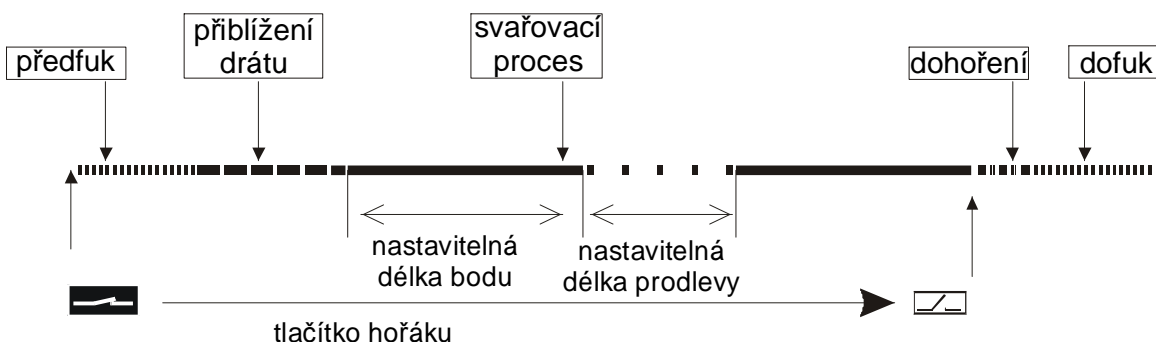 předfuk
přiblížení
drátu
svařovací
proces
dohoření
dofuk
nastavitelná
délka bodu
nastavitelná
délka prodlevy
tlačítko hořáku